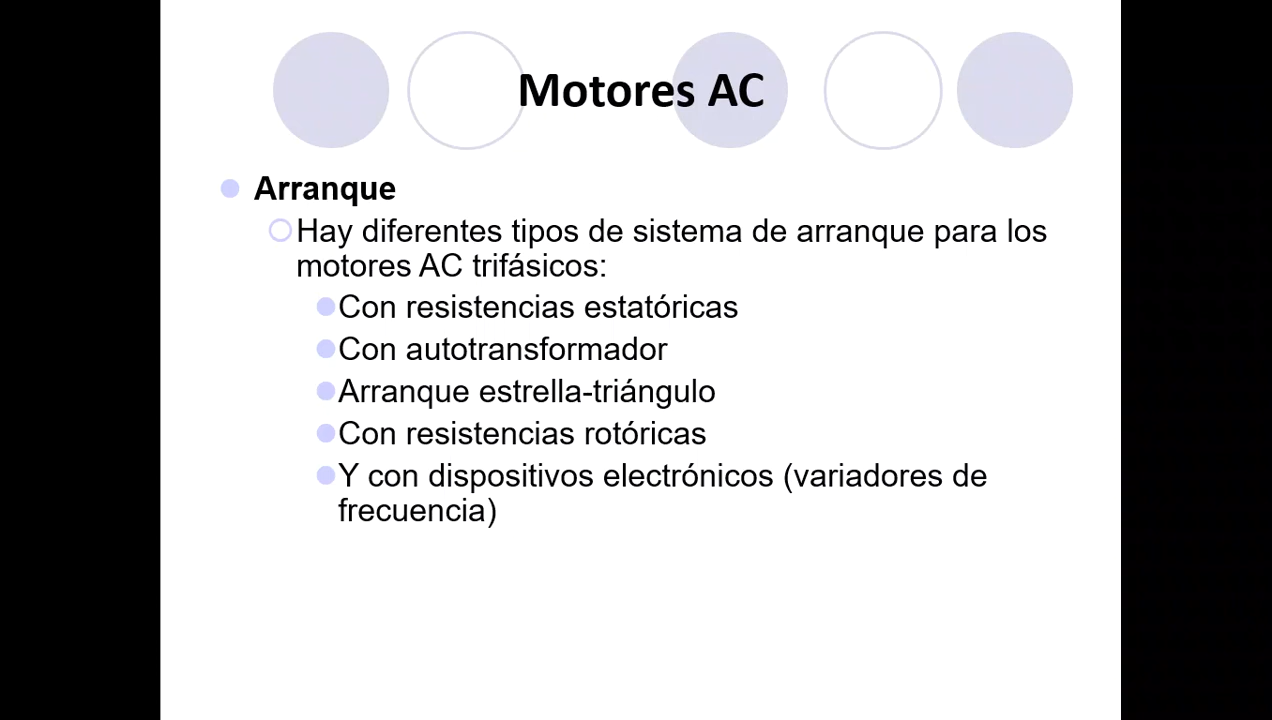 Motores AC
Arranque
Hay diferentes tipos de sistema de arranque para los
motores AC trifásicos:
Con resistencias estatóricas
Con autotransformador
Arranque estrella-triángulo
Con resistencias rotóricas
Y con dispositivos electrónicos (variadores de
frecuencia)